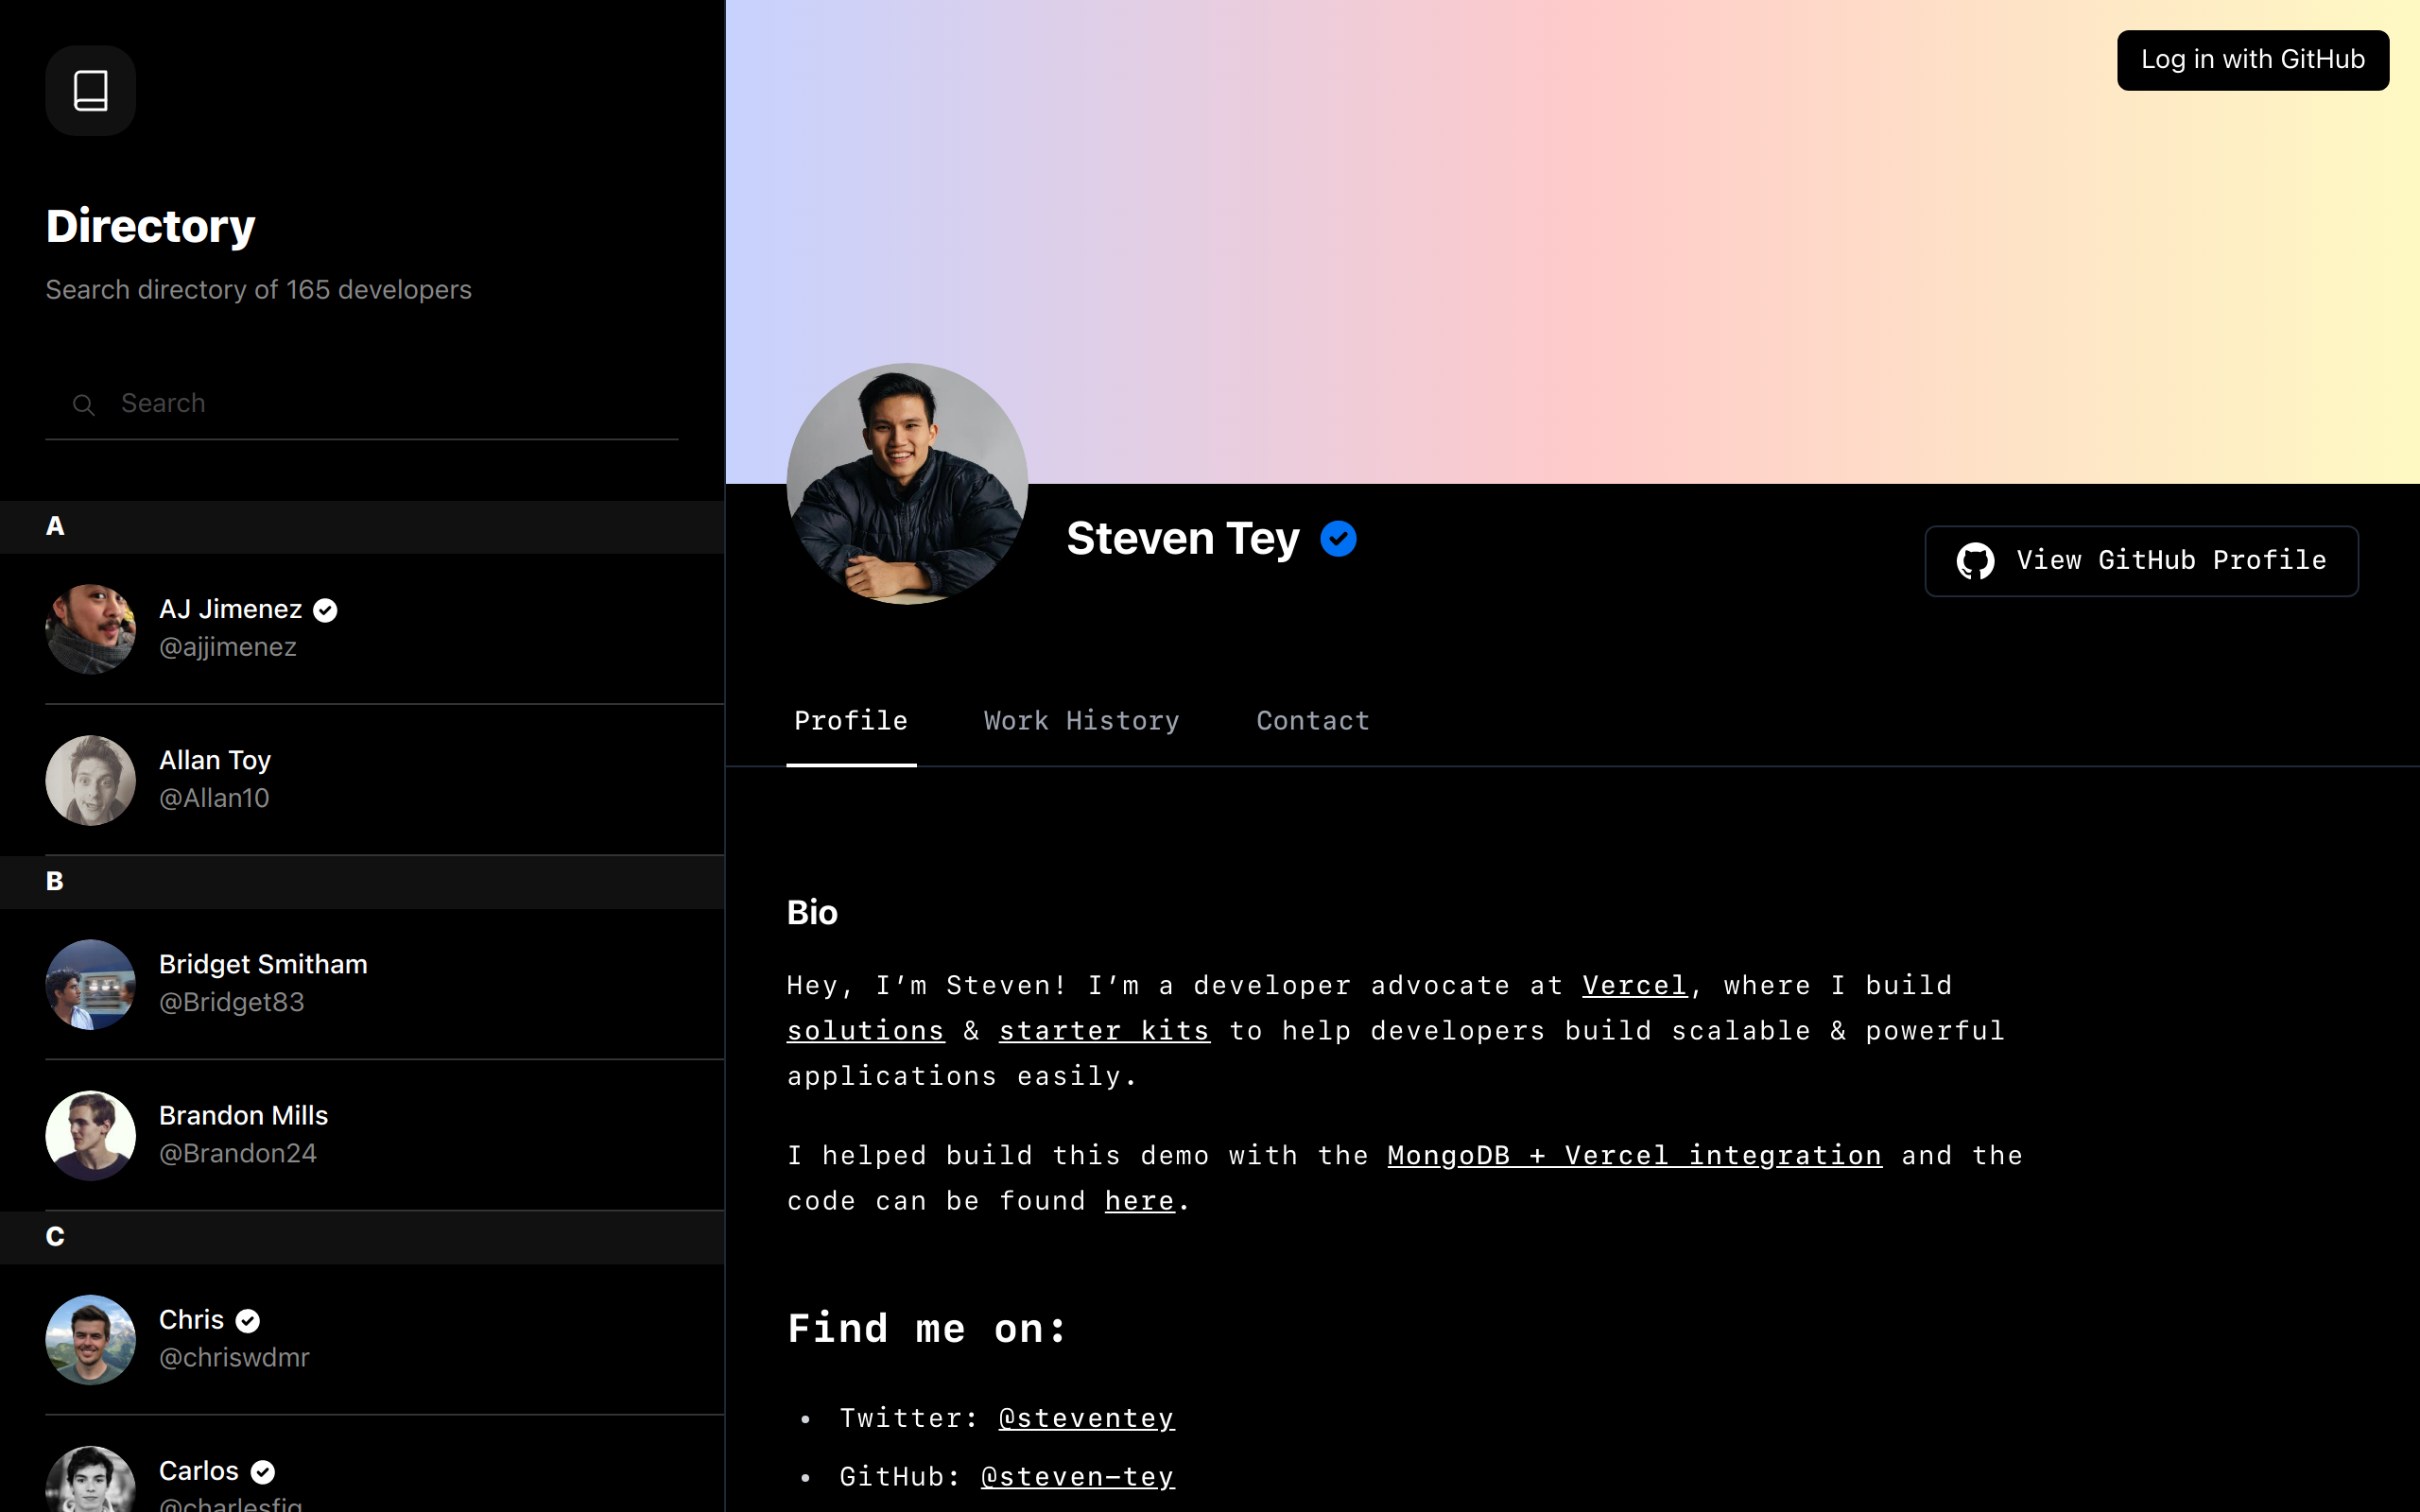 Directory
Search directory of 165 developers
Search
A
AJ Jimenez
@ajjimenez
Allan Toy
@Allan10
B
Bridget Smitham
@Bridget83
Brandon Mills
@Brandon24
C
Chris
@chriswdmr
Carlos
@charlesfig
Log in with GitHub
Steven Tey
View GitHub Profile
Profile
Work History
Contact
Bio
Hey, I’m Steven! I’m a developer advocate at Vercel, where I build
solutions & starter kits to help developers build scalable & powerful
applications easily.
I helped build this demo with the MongoDB + Vercel integration and the
code can be found here.
Find me on:
• Twitter: @steventey
• GitHub: @steven-tey